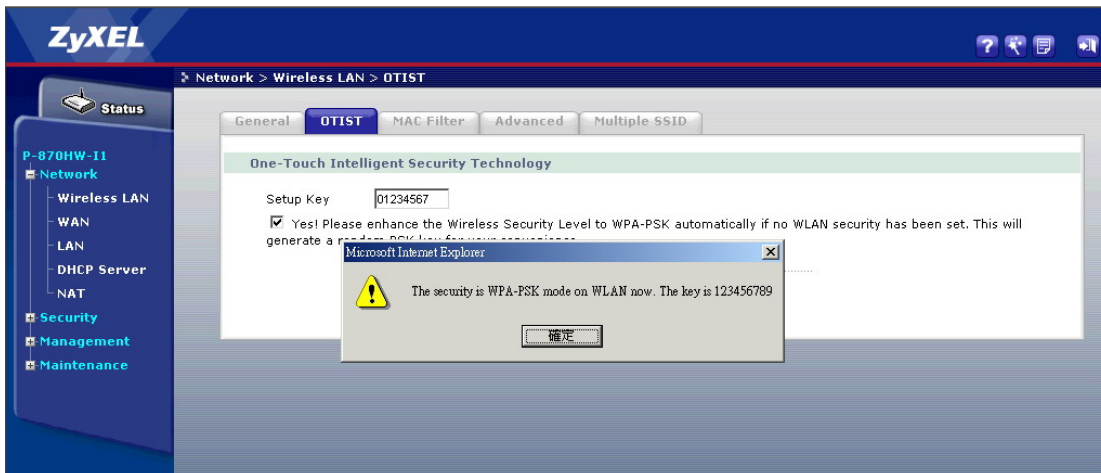 ZyXEL
Network > Wireless LAN > OTIST
Status
General OTIST MAC Filter Advanced Multiple SSID
P-870HW-I1
Network
Wireless LAN
WAN
LAN
DHCP Server
NAT
Security
Management
Maintenance
One-Touch Intelligent Security Technology
Setup Key 01234567
Yes! Please enhance the Wireless Security Level to WPA-PSK automatically if no WLAN security has been set. This will
generate a
Microsoft Internet Explorer
The security is WPA-PSK mode on WLAN now. The key is 123456789
確定